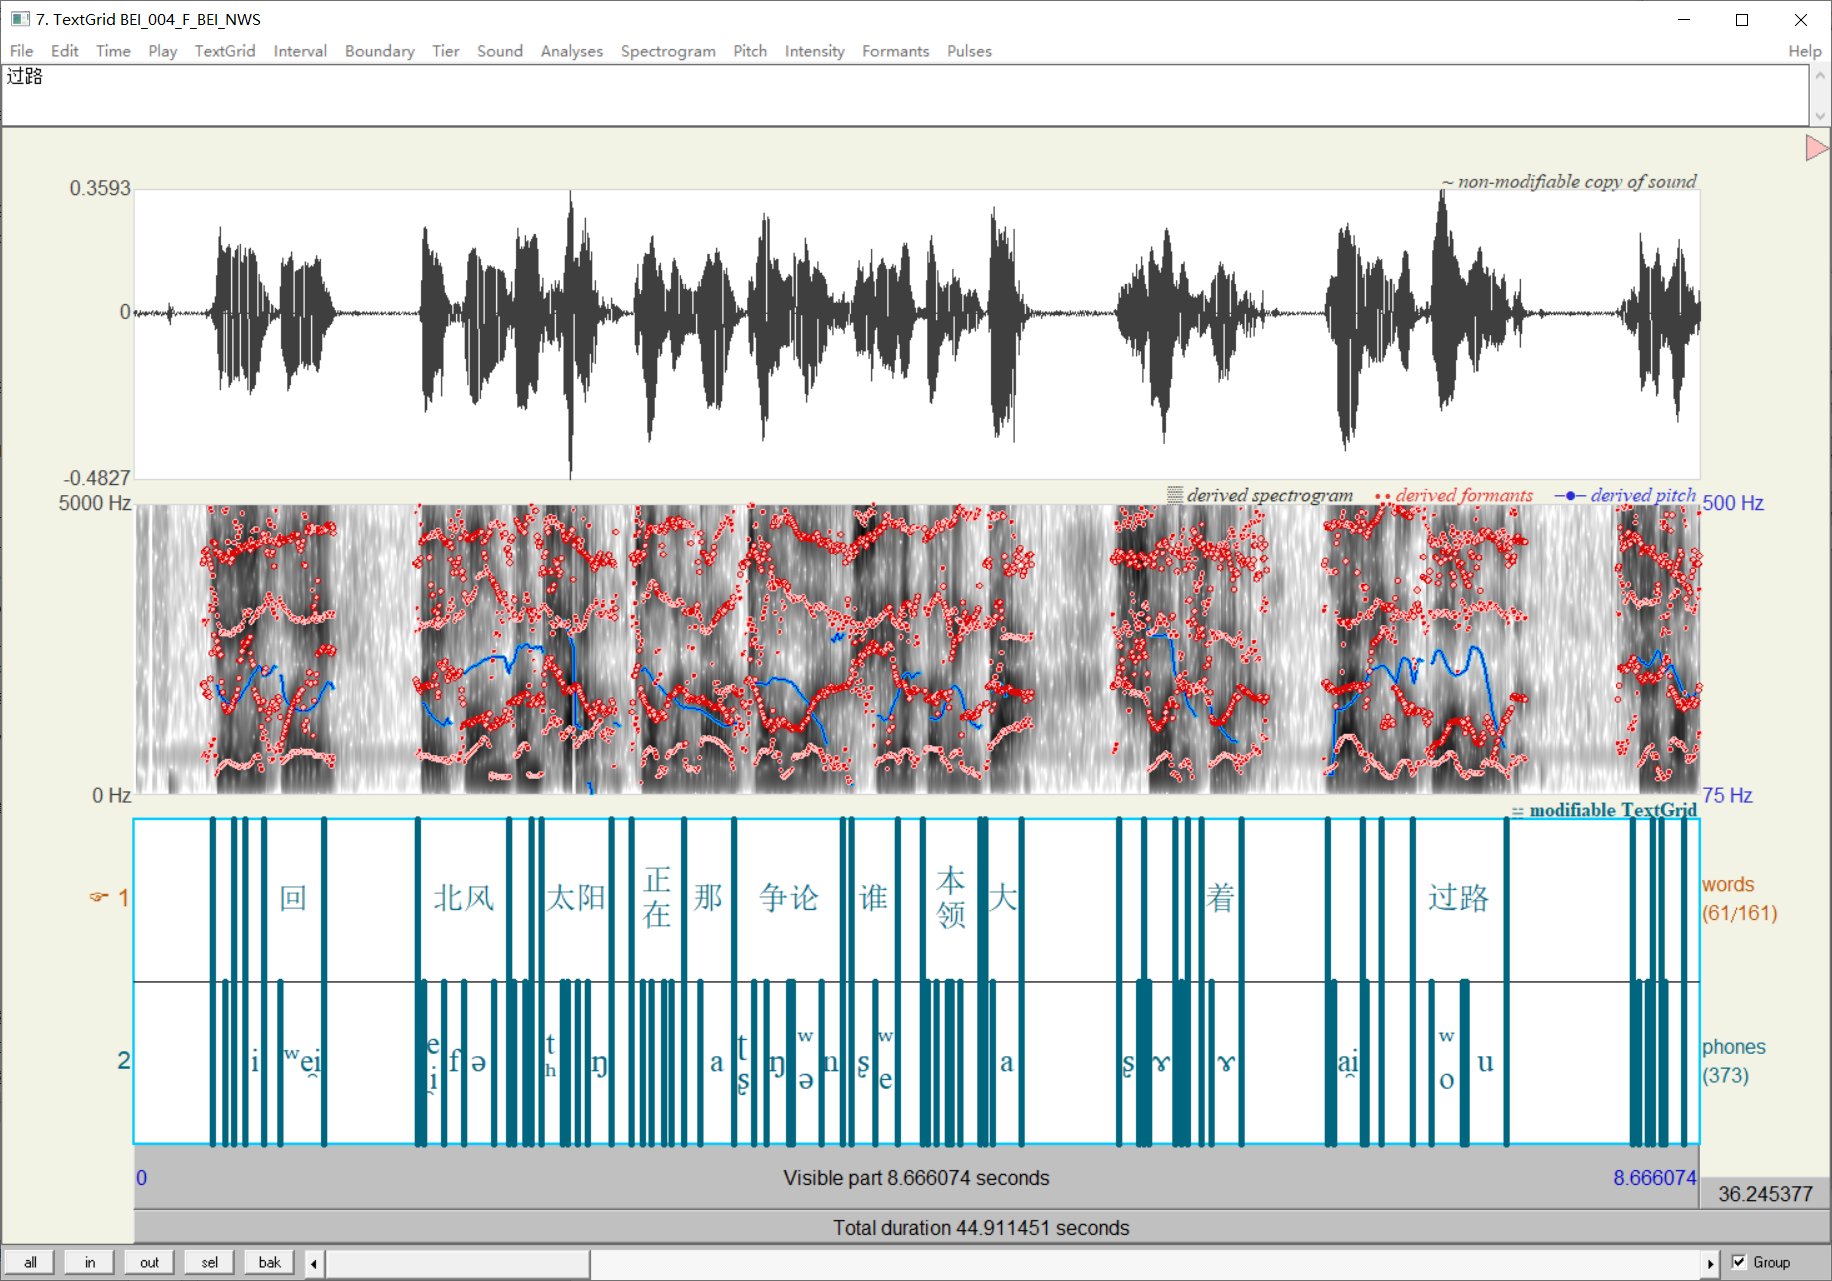 7. TextGrid BEI_004_F_BEI_NWS
File Edit Time Play TextGrid Interval Boundary Tier Sound Analyses Spectrogram Pitch Intensity Formants Pulses Help
过路
~ non-modifiable copy of sound
0.3593
0
-0.4827
derived spectrogram derived formants derived pitch
5000 Hz 500 Hz
0 Hz 75 Hz
modifiable TextGrid
1 回 北风 太阳 正在 那 争论 谁 本领 大 着 过路 words (61/161)
2 i ʷei̯ ei̯ f ə tʰ ŋ a tʂ ŋ ʷə n ʂ ʷe a ʂ ɤ ɤ ai̯ ʷo u phones (373)
0 Visible part 8.666074 seconds 8.666074
36.245377
Total duration 44.911451 seconds
all in out sel bak Group